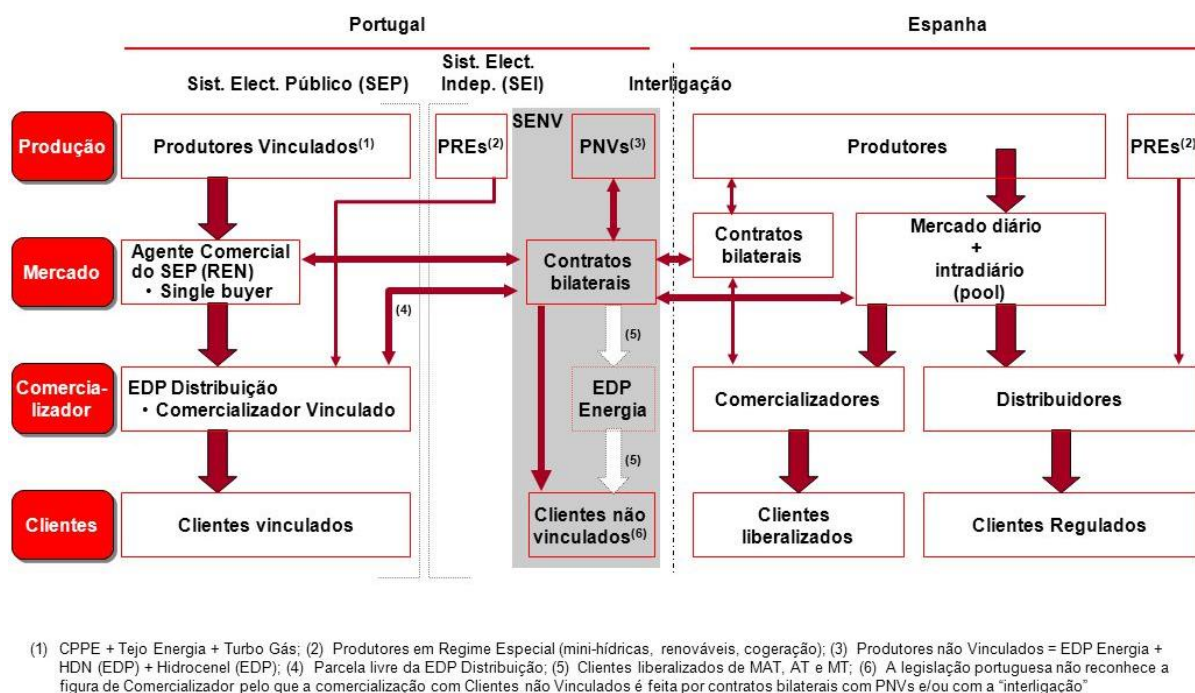 Portugal
Espanha
Sist. Elect. Público (SEP)
Sist. Elect.
Indep. (SEI)
Interligação
SENV
Produção
Produtores Vinculados(1)
PREs(2)
PNVs(3)
Produtores
PREs(2)
Mercado
Agente Comercial
do SEP (REN)
• Single buyer
Contratos
bilaterais
Contratos
bilaterais
Mercado diário
+
intradiário
(pool)
(4)
(5)
Comercia-
lizador
EDP Distribuição
• Comercializador Vinculado
EDP
Energia
Comercializadores
Distribuidores
(5)
Clientes
Clientes vinculados
Clientes não
vinculados(6)
Clientes
liberalizados
Clientes Regulados
(1) CPPE + Tejo Energia + Turbo Gás; (2) Produtores em Regime Especial (mini-hídricas, renováveis, cogeração); (3) Produtores não Vinculados = EDP Energia +
HDN (EDP) + Hidrocenel (EDP); (4) Parcela livre da EDP Distribuição; (5) Clientes liberalizados de MAT, AT e MT; (6) A legislação portuguesa não reconhece a
figura de Comercializador pelo que a comercialização com Clientes não Vinculados é feita por contratos bilaterais com PNVs e/ou com a “interligação”